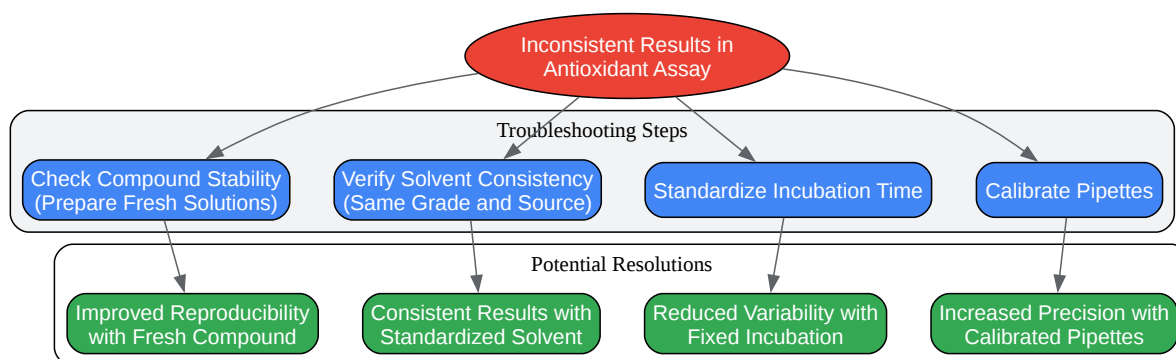 Inconsistent Results in
Antioxidant Assay
Troubleshooting Steps
Check Compound Stability
(Prepare Fresh Solutions)
Verify Solvent Consistency
(Same Grade and Source)
Standardize Incubation Time
Calibrate Pipettes
Potential Resolutions
Improved Reproducibility
with Fresh Compound
Consistent Results with
Standardized Solvent
Reduced Variability with
Fixed Incubation
Increased Precision with
Calibrated Pipettes